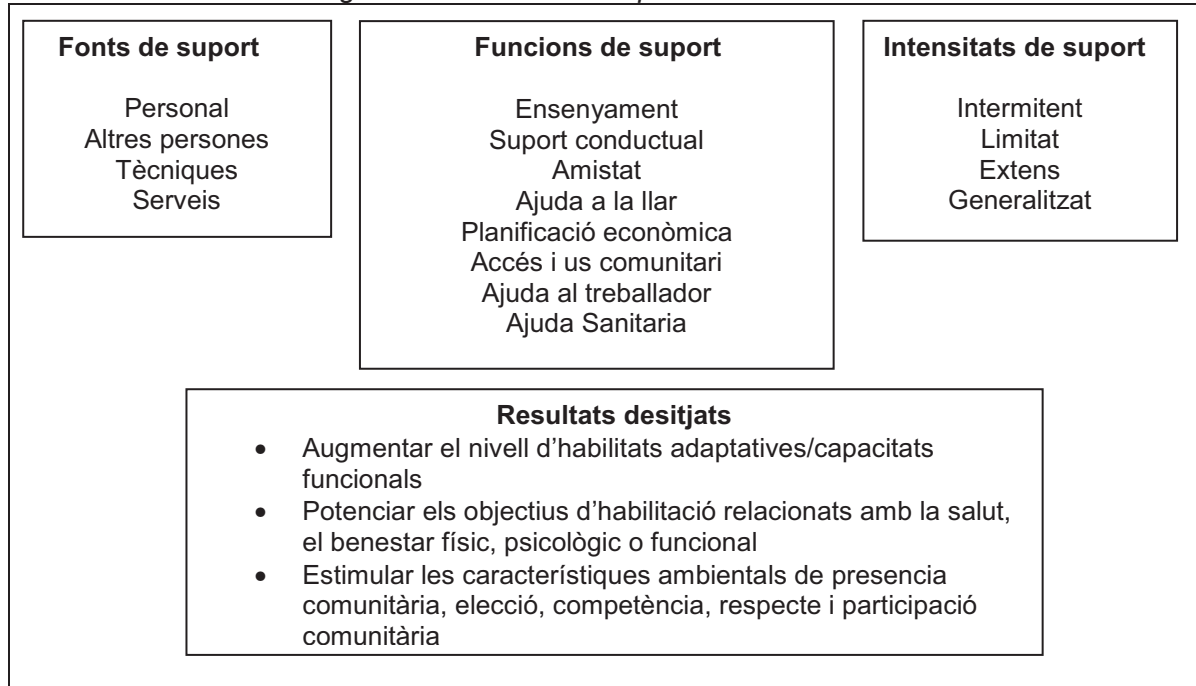 Fonts de suport
Personal
Altres persones
Tècniques
Serveis
Funcions de suport
Ensenyament
Suport conductual
Amistat
Ajuda a la llar
Planificació econòmica
Accés i us comunitari
Ajuda al treballador
Ajuda Sanitaria
Intensitats de suport
Intermitent
Limitat
Extens
Generalitzat
Resultats desitjats
• Augmentar el nivell d’habilitats adaptatives/capacitats
funcionals
• Potenciar els objectius d’habilitació relacionats amb la salut,
el benestar físic, psicològic o funcional
• Estimular les característiques ambientals de presencia
comunitària, elecció, competència, respecte i participació
comunitària